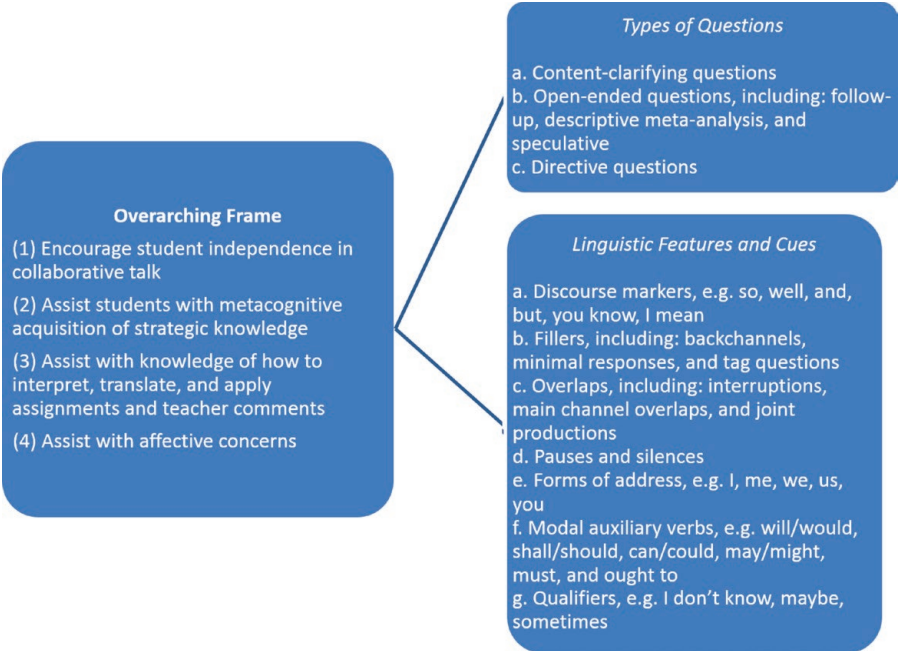 Overarching Frame
(1) Encourage student independence in
collaborative talk
(2) Assist students with metacognitive
acquisition of strategic knowledge
(3) Assist with knowledge of how to
interpret, translate, and apply
assignments and teacher comments
(4) Assist with affective concerns
Types of Questions
a. Content-clarifying questions
b. Open-ended questions, including: follow-
up, descriptive meta-analysis, and
speculative
c. Directive questions
Linguistic Features and Cues
a. Discourse markers, e.g. so, well, and,
but, you know, I mean
b. Fillers, including: backchannels,
minimal responses, and tag questions
c. Overlaps, including: interruptions,
main channel overlaps, and joint
productions
d. Pauses and silences
e. Forms of address, e.g. I, me, we, us,
you
f. Modal auxiliary verbs, e.g. will/would,
shall/should, can/could, may/might,
must, and ought to
g. Qualifiers, e.g. I don’t know, maybe,
sometimes